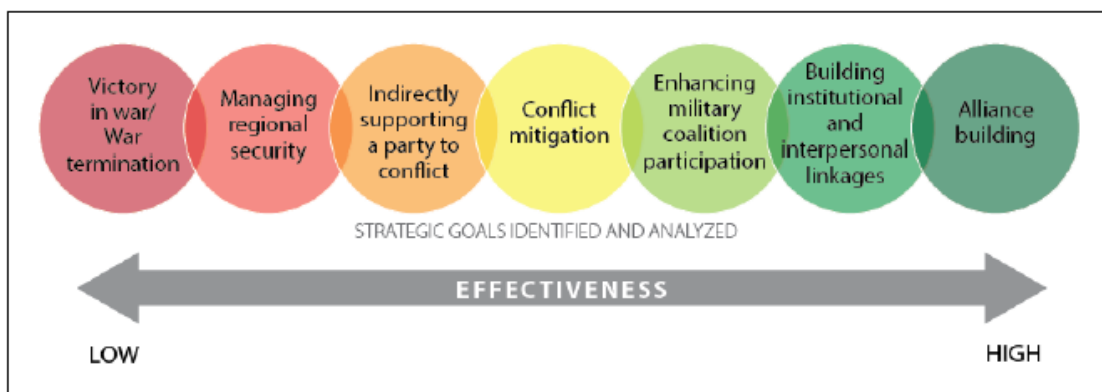 Victory
in war/
War
termination
Managing
regional
security
Indirectly
supporting
a party to
conflict
Conflict
mitigation
Enhancing
military
coalition
participation
Building
institutional
and
interpersonal
linkages
Alliance
building
STRATEGIC GOALS IDENTIFIED AND ANALYZED
EFFECTIVENESS
LOW
HIGH